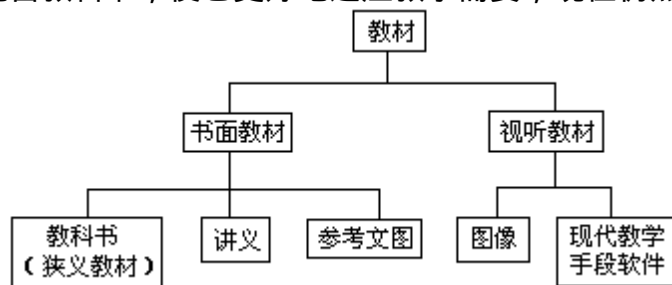 教材
书面教材
视听教材
教科书
(狭义教材)
讲义
参考文图
图像
现代教学
手段软件